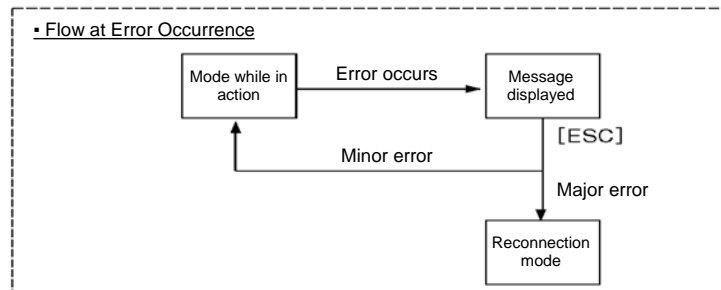 ▪ Flow at Error Occurrence
Mode while in
action
Error occurs
Message
displayed
[ESC]
Minor error
Major error
Reconnection
mode